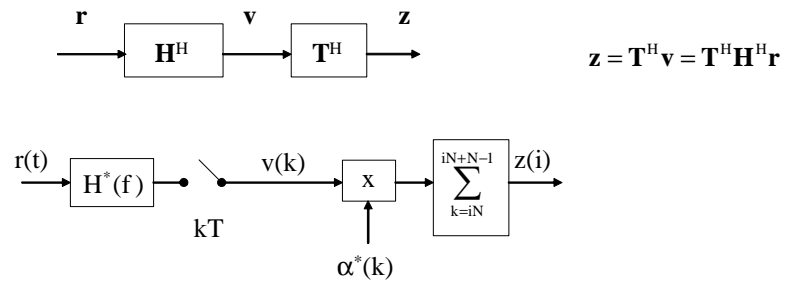 r v z
H^H T^H
z = T^H v = T^H H^H r
r(t) H^*(f) v(k) x z(i)
iN+N-1
∑
k=iN
kT
α^*(k)